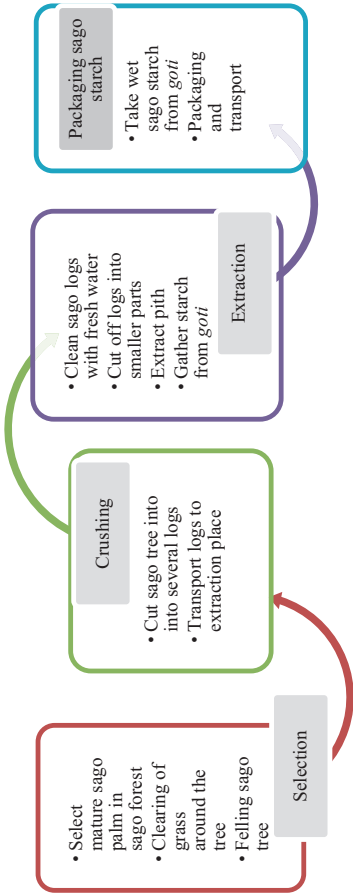 • Select
mature sago
palm in
sago forest
• Clearing of
grass
around the
tree
• Felling sago
tree
Selection
Crushing
• Cut sago tree into
into several logs
• Transport logs to
extraction place
• Clean sago logs
with fresh water
• Cut off logs into
smaller parts
• Extract pith
• Gather starch
from goti
Extraction
Packaging sago
starch
• Take wet
sago starch
from goti
• Packaging
and
transport